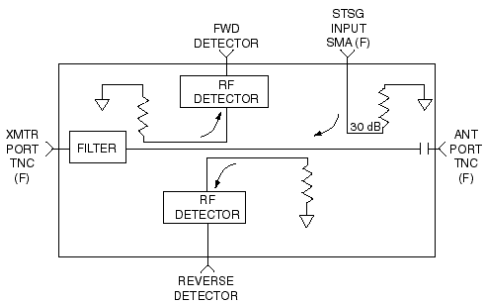 FWD
DETECTOR
STSG
INPUT
SMA (F)
RF
DETECTOR
30 dB
XMTR
PORT
TNC
(F)
FILTER
ANT
PORT
TNC
(F)
RF
DETECTOR
REVERSE
DETECTOR